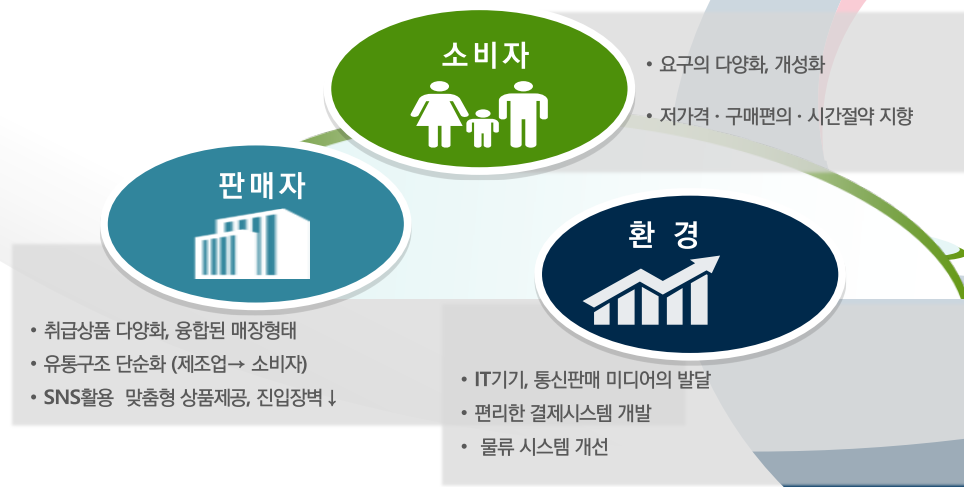 소비자
• 요구의 다양화, 개성화
• 저가격 · 구매편의 · 시간절약 지향
판매자
• 취급상품 다양화, 융합된 매장형태
• 유통구조 단순화 (제조업→ 소비자)
• SNS활용 맞춤형 상품제공, 진입장벽↓
환 경
• IT기기, 통신판매 미디어의 발달
• 편리한 결제시스템 개발
• 물류 시스템 개선